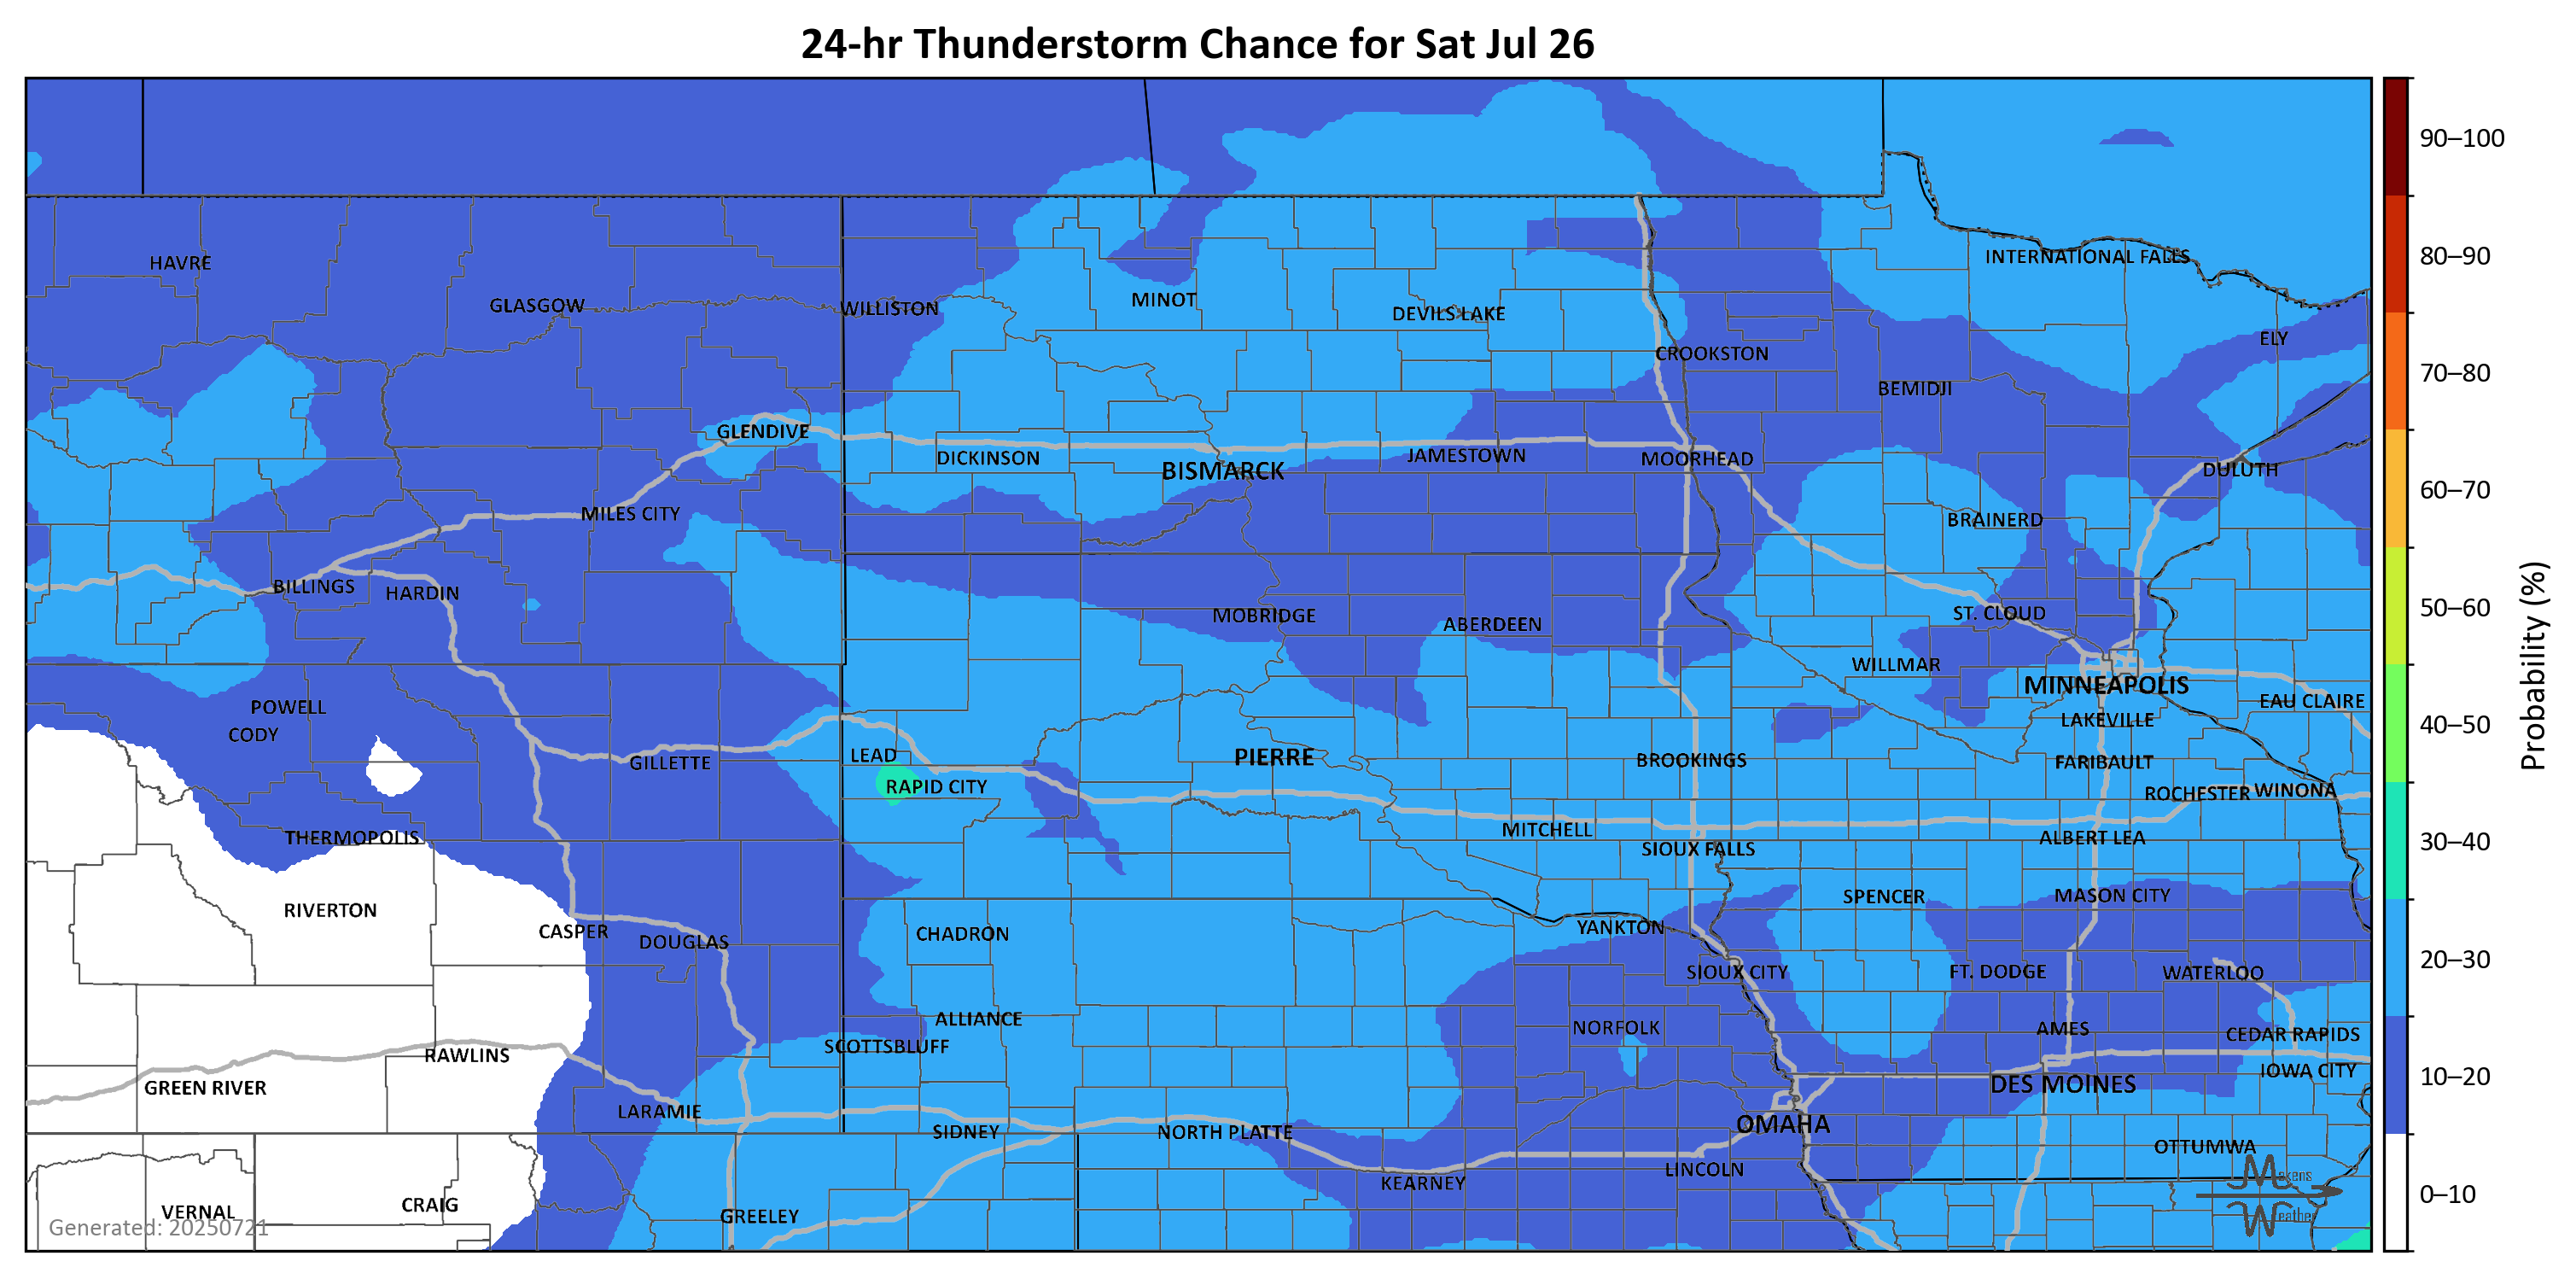 24-hr Thunderstorm Chance for Sat Jul 26
90–100
80–90
70–80
60–70
50–60
40–50
30–40
20–30
10–20
0–10
Probability (%)
HAVRE
INTERNATIONAL FALLS
GLASGOW
WILLISTON
MINOT
DEVILS LAKE
ELY
CROOKSTON
BEMIDJI
GLENDIVE
DICKINSON
BISMARCK
JAMESTOWN
MOORHEAD
DULUTH
MILES CITY
BRAINERD
BILLINGS
HARDIN
MOBRIDGE
ABERDEEN
ST. CLOUD
WILLMAR
MINNEAPOLIS
EAU CLAIRE
POWELL
CODY
LAKEVILLE
GILLETTE
LEAD
PIERRE
BROOKINGS
FARIBAULT
RAPID CITY
ROCHESTER
WINONA
THERMOPOLIS
MITCHELL
ALBERT LEA
SIOUX FALLS
RIVERTON
SPENCER
MASON CITY
CASPER
DOUGLAS
CHADRON
YANKTON
SIOUX CITY
FT. DODGE
WATERLOO
ALLIANCE
NORFOLK
AMES
CEDAR RAPIDS
SCOTTSBLUFF
RAWLINS
IOWA CITY
GREEN RIVER
DES MOINES
LARAMIE
SIDNEY
NORTH PLATTE
OMAHA
OTTUMWA
LINCOLN
KEARNEY
VERNAL
CRAIG
GREELEY
Makens
Weather
Generated: 20250721